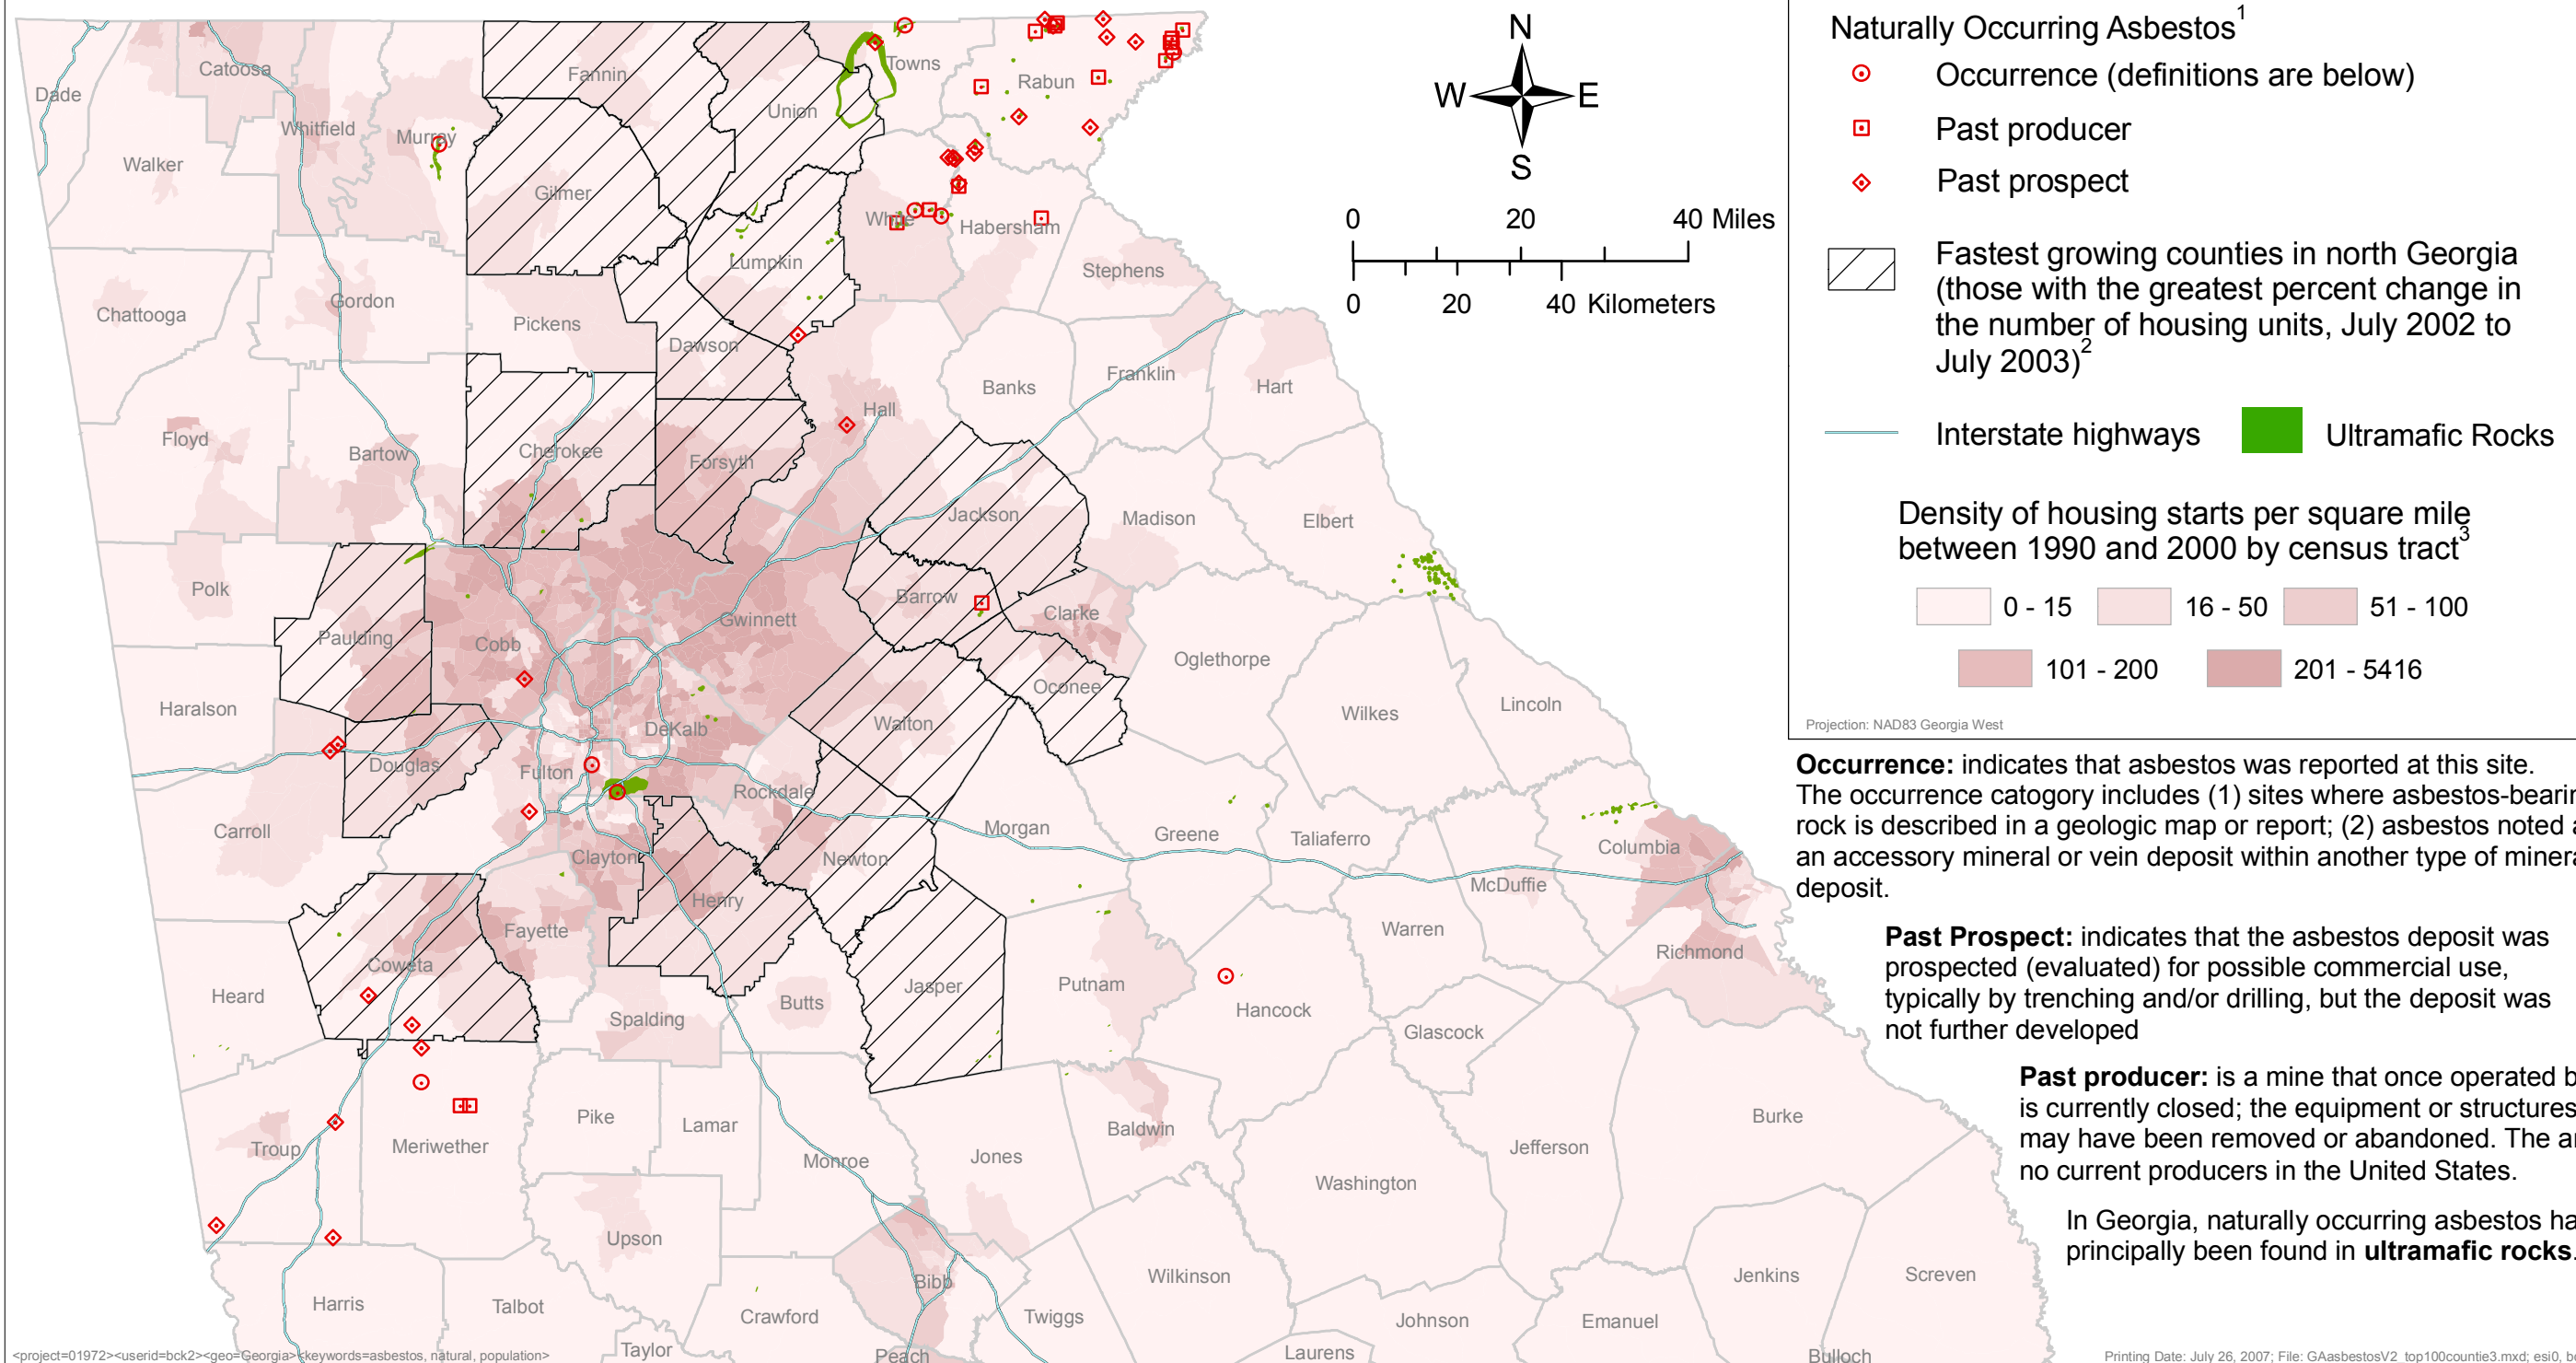 Naturally Occurring Asbestos1
Occurrence (definitions are below)
Past producer
Past prospect
Fastest growing counties in north Georgia
(those with the greatest percent change in
the number of housing units, July 2002 to
July 2003)2
Interstate highways
Ultramafic Rocks
Density of housing starts per square mile
between 1990 and 2000 by census tract3
0 - 15
16 - 50
51 - 100
101 - 200
201 - 5416
Projection: NAD83 Georgia West
N
W E
S
0 20 40 Miles
0 20 40 Kilometers
Occurrence: indicates that asbestos was reported at this site.
The occurrence catogory includes (1) sites where asbestos-bearin
rock is described in a geologic map or report; (2) asbestos noted a
an accessory mineral or vein deposit within another type of minera
deposit.
Past Prospect: indicates that the asbestos deposit was
prospected (evaluated) for possible commercial use,
typically by trenching and/or drilling, but the deposit was
not further developed
Past producer: is a mine that once operated b
is currently closed; the equipment or structures
may have been removed or abandoned. The a
no current producers in the United States.
In Georgia, naturally occurring asbestos ha
principally been found in ultramafic rocks.
Dade
Catoosa
Fannin
Towns
Rabun
Union
Whitfield
Murray
Walker
Gilmer
White
Habersham
Lumpkin
Stephens
Chattooga
Gordon
Pickens
Dawson
Banks
Franklin
Hart
Floyd
Bartow
Cherokee
Forsyth
Hall
Jackson
Madison
Elbert
Polk
Paulding
Cobb
Gwinnett
Barrow
Clarke
Oglethorpe
Oconee
Haralson
Douglas
Fulton
DeKalb
Walton
Wilkes
Lincoln
Rockdale
Carroll
Clayton
Newton
Morgan
Greene
Taliaferro
Columbia
McDuffie
Henry
Fayette
Coweta
Warren
Richmond
Heard
Spalding
Butts
Jasper
Putnam
Hancock
Glascock
Troup
Meriwether
Pike
Lamar
Monroe
Jones
Baldwin
Washington
Jefferson
Burke
Upson
Bibb
Wilkinson
Jenkins
Screven
Harris
Talbot
Taylor
Crawford
Peach
Twiggs
Laurens
Johnson
Emanuel
Bulloch
<project=01972><userid=bck2><geo=Georgia><keywords=asbestos, natural, population>
Printing Date: July 26, 2007; File: GAasbestosV2_top100countie3.mxd; esi0, b